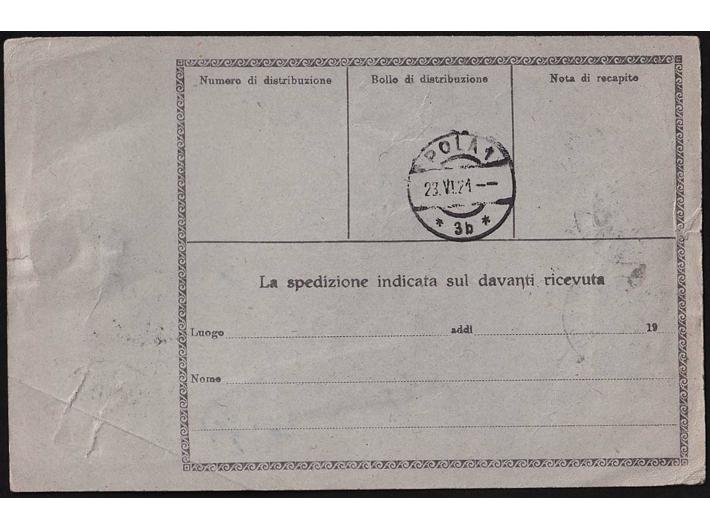 Numero di distribuzione
Bollo di distribuzione
Nota di recapito
POLA 1
23.VI.21
* 3b *
La spedizione indicata sul davanti ricevuta
Luogo addi 19
Nome